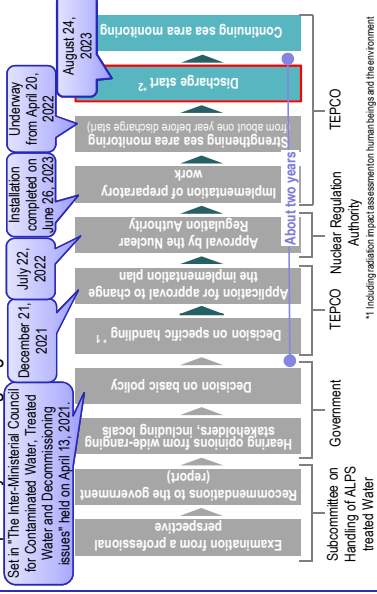 Set in "The Inter-Ministerial Council
for Contaminated Water, Treated
Water and Decommissioning
issues" held on April 13, 2021.
December 21,
2021
July 22,
2022
Installation
completed on
June 26, 2023
Underway
from April 20,
2022
August 24,
2023
Examination from a professional
perspective
Recommendations to the government
(report)
Hearing opinions from wide-ranging
stakeholders, including locals
Decision on basic policy
Decision on specific handling *1
Application for approval to change
the implementation plan
Approval by the Nuclear
Regulation Authority
Implementation of preparatory
work
Strengthening sea area monitoring
(from about one year before discharge start)
Discharge start *2
Continuing sea area monitoring
About two years
Subcommittee on
Handling of ALPS
treated Water
Government
TEPCO
Nuclear Regulation
Authority
TEPCO
*1 Including radiation impact assessment on human beings and the environment